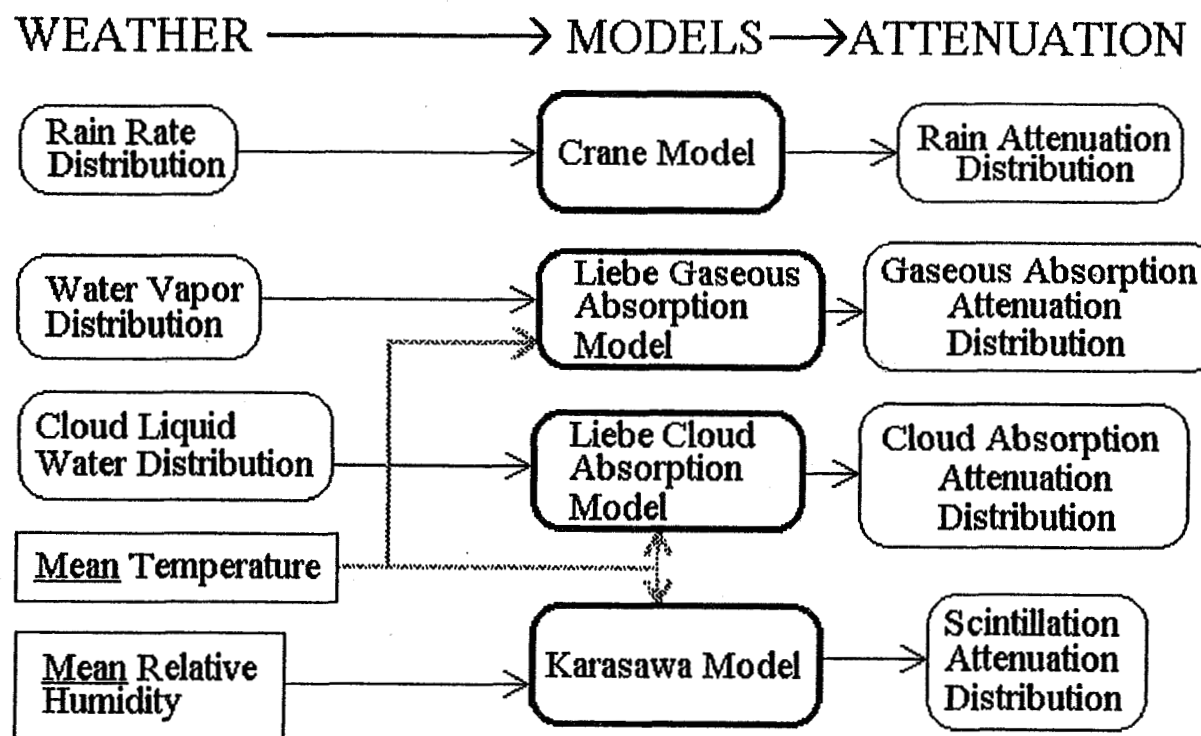 WEATHER MODELS ATTENUATION
Rain Rate
Distribution
Crane Model
Rain Attenuation
Distribution
Water Vapor
Distribution
Liebe Gaseous
Absorption
Model
Gaseous Absorption
Attenuation
Distribution
Cloud Liquid
Water Distribution
Liebe Cloud
Absorption
Model
Cloud Absorption
Attenuation
Distribution
Mean Temperature
Mean Relative
Humidity
Karasawa Model
Scintillation
Attenuation
Distribution